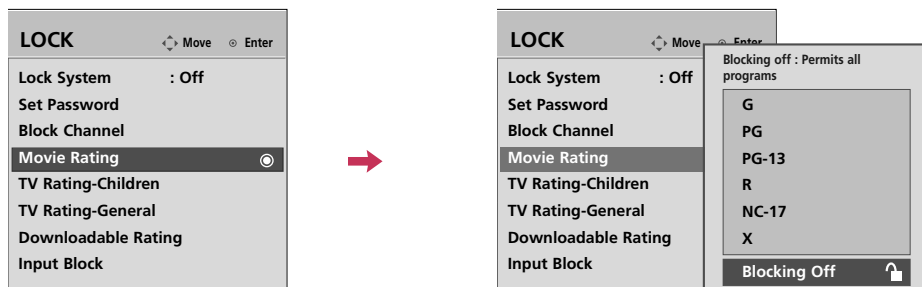 LOCK
Move Enter
Lock System : Off
Set Password
Block Channel
Movie Rating
TV Rating-Children
TV Rating-General
Downloadable Rating
Input Block
LOCK
Move Enter
Lock System : Off
Set Password
Block Channel
Movie Rating
TV Rating-Children
TV Rating-General
Downloadable Rating
Input Block
Blocking off : Permits all
programs
G
PG
PG-13
R
NC-17
X
Blocking Off